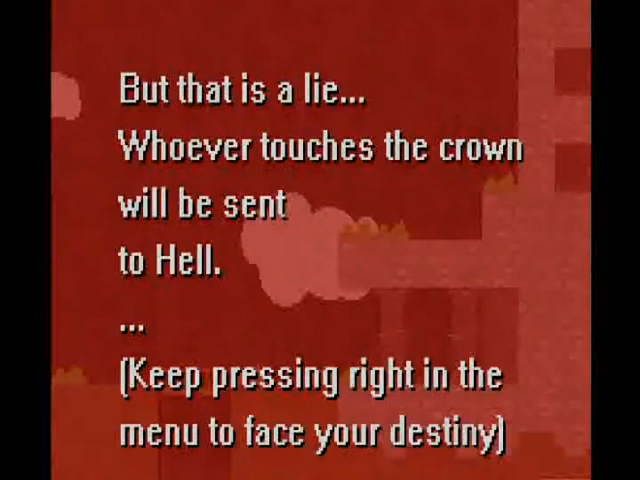 But that is a lie...
Whoever touches the crown
will be sent
to Hell.
...
(Keep pressing right in the
menu to face your destiny)